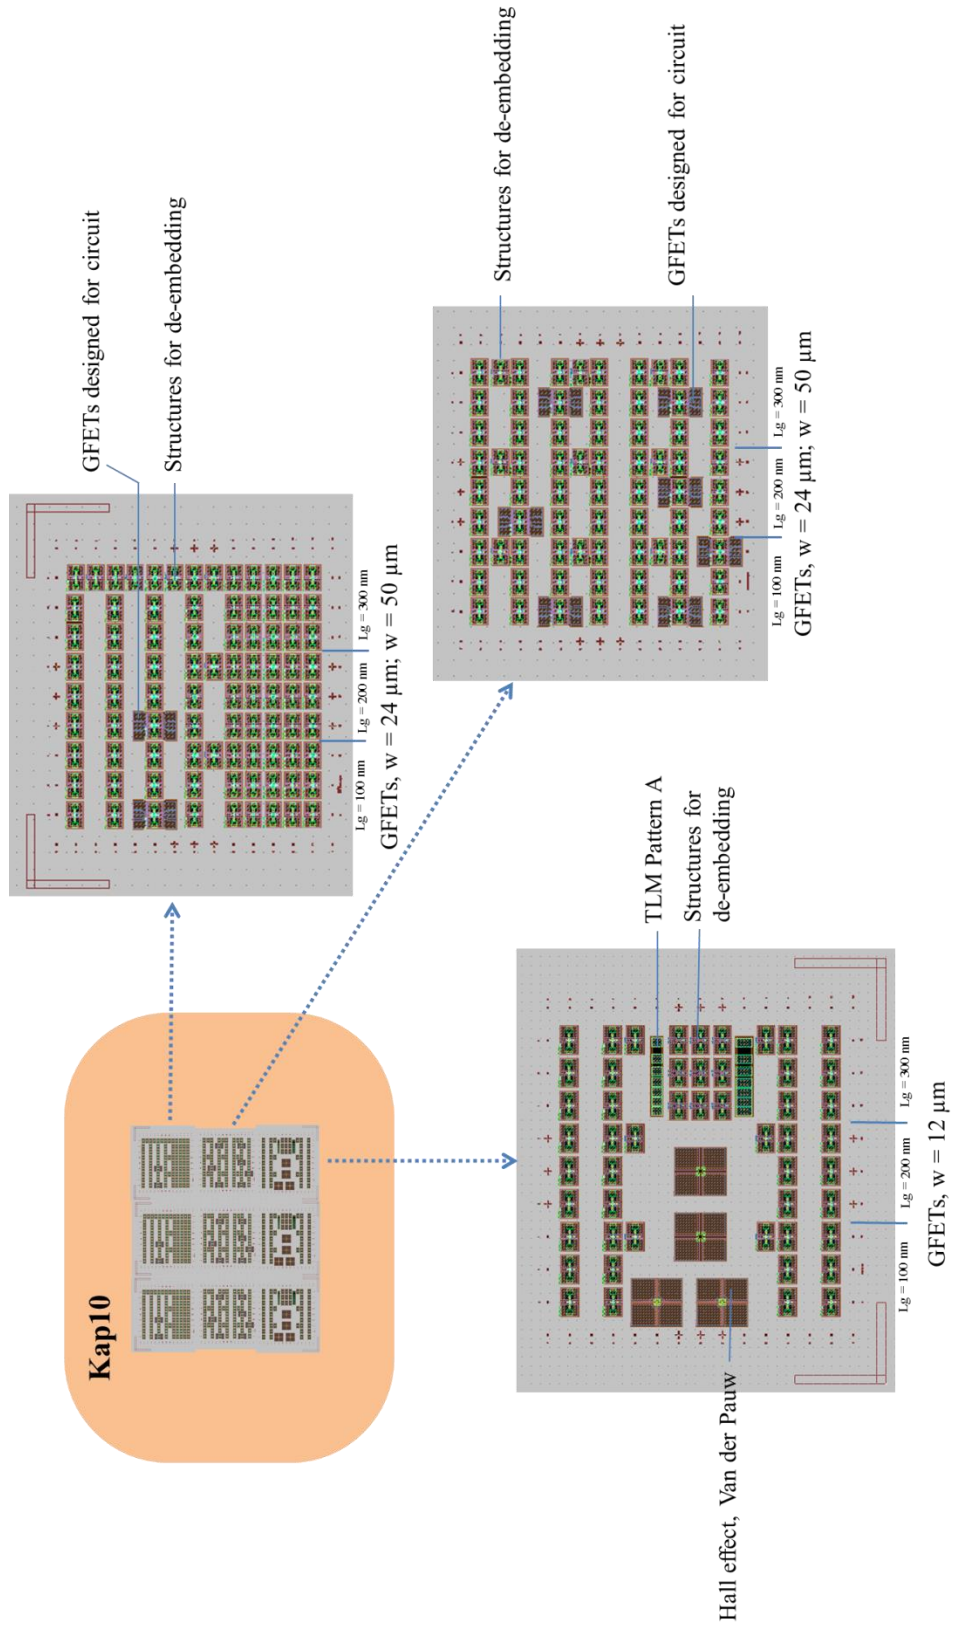 Kap10
GFETs designed for circuit
Structures for de-embedding
Lg = 100 nm
Lg = 200 nm
Lg = 300 nm
GFETs, w = 24 µm; w = 50 µm
Structures for de-embedding
GFETs designed for circuit
Lg = 100 nm
Lg = 200 nm
Lg = 300 nm
GFETs, w = 24 µm; w = 50 µm
TLM Pattern A
Structures for
de-embedding
Hall effect, Van der Pauw
Lg = 100 nm
Lg = 200 nm
Lg = 300 nm
GFETs, w = 12 µm